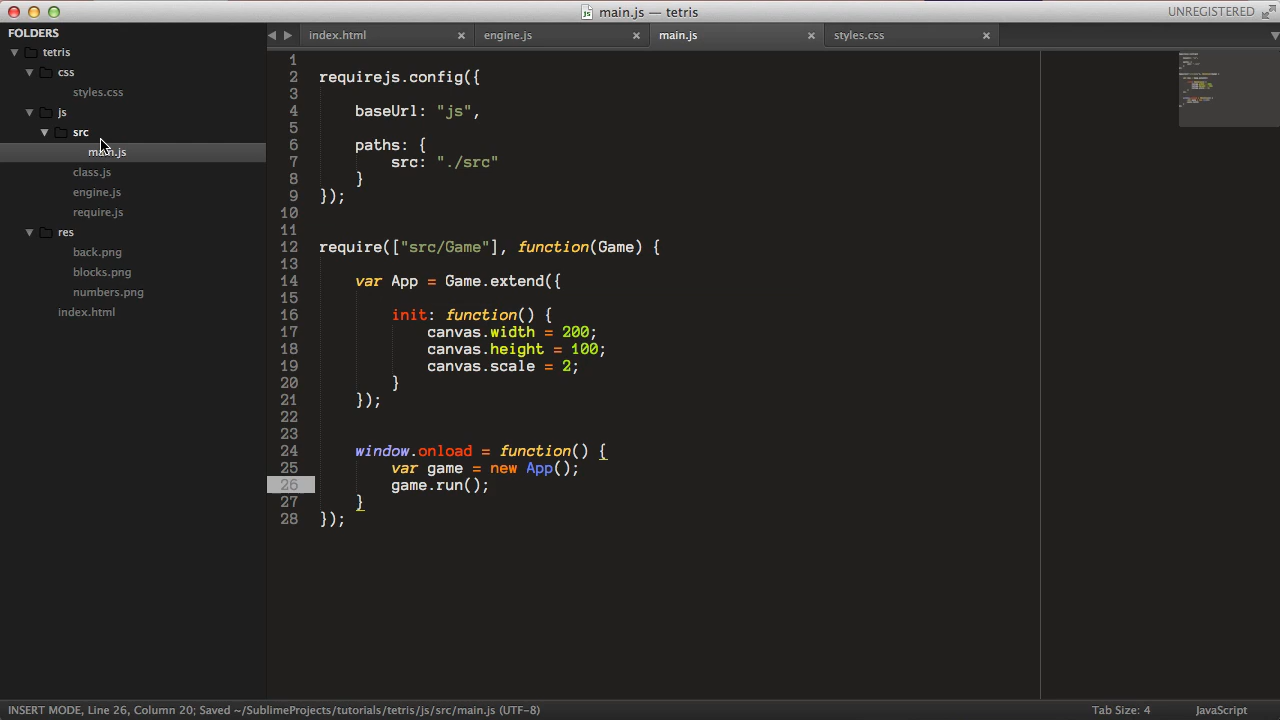 main.js — tetris
UNREGISTERED
FOLDERS
tetris
css
styles.css
js
src
main.js
class.js
engine.js
require.js
res
back.png
blocks.png
numbers.png
index.html
index.html × engine.js × main.js × styles.css ×
1
2 requirejs.config({
3
4 baseUrl: "js",
5
6 paths: {
7 src: "./src"
8 }
9 });
10
11
12 require(["src/Game"], function(Game) {
13
14 var App = Game.extend({
15
16 init: function() {
17 canvas.width = 200;
18 canvas.height = 100;
19 canvas.scale = 2;
20 }
21 });
22
23
24 window.onload = function() {
25 var game = new App();
26 game.run();
27 }
28 });
INSERT MODE, Line 26, Column 20; Saved ~/SublimeProjects/tutorials/tetris/js/src/main.js (UTF-8)
Tab Size: 4
JavaScript